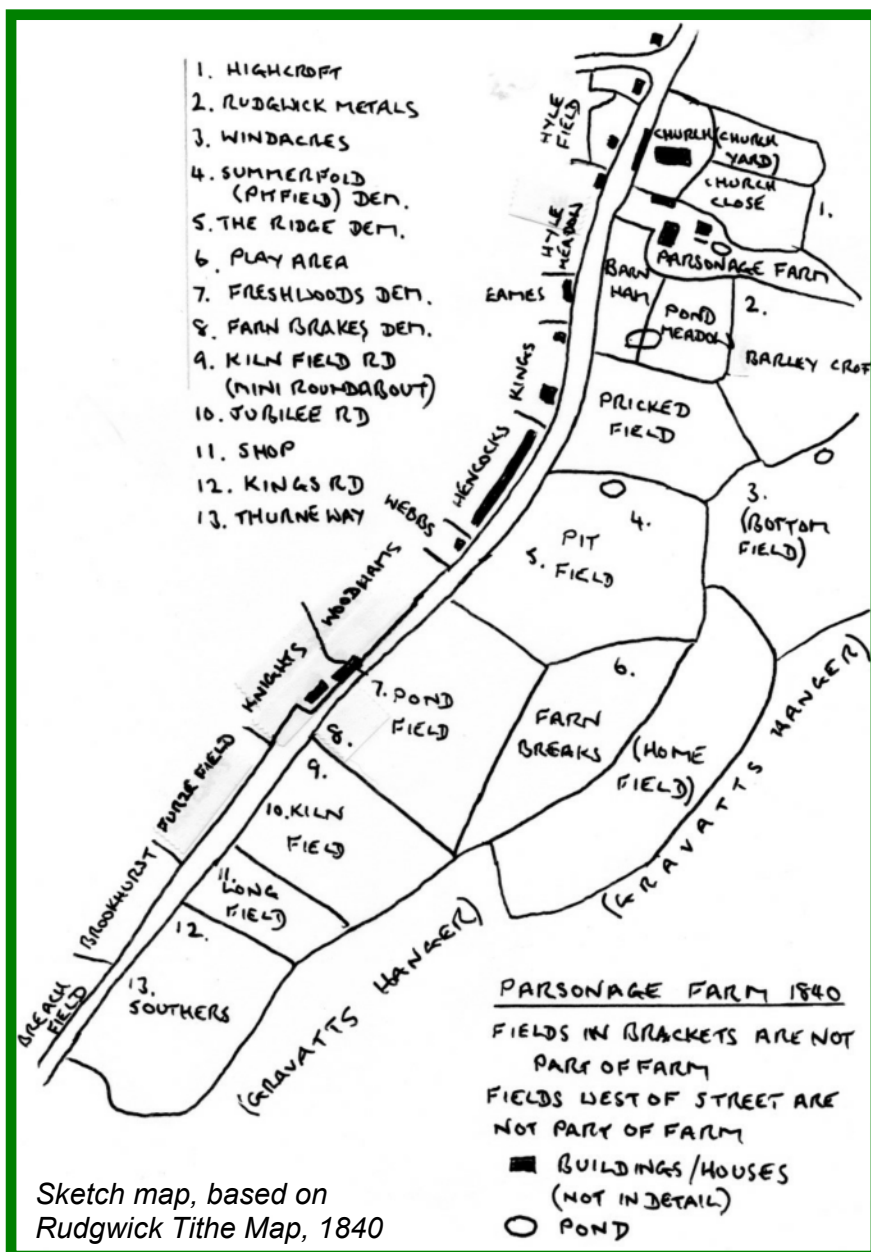 1. HIGHCROFT
2. RUDGWICK METALS
3. WINDACRES
4. SUMMERFOLD
(PITFIELD) DEM.
5. THE RIDGE DEM.
6. PLAY AREA
7. FRESHWOODS DEM.
8. FARN BRAKES DEM.
9. KILN FIELD RD
(MINI ROUNDABOUT)
10. JUBILEE RD
11. SHOP
12. KINGS RD
13. THURNE WAY
HYLE
FIELD
CHURCH
(CHURCH
YARD)
CHURCH
CLOSE
1.
HYLE
MEADOW
PARSONAGE FARM
BARN
HAM
EAMES
POND
MEADOW
2.
BARLEY CROFT
KINGS
PRICKED
FIELD
HENCOCKS
WEBBS
3.
(BOTTOM
FIELD)
4.
PIT
5. FIELD
WOODHAMS
KNIGHTS
6.
FARN
BREAKS
(HOME
FIELD)
7. POND
FIELD
8.
(GRAVATTS HANGER)
FURZE FIELD
9.
10. KILN
FIELD
11.
LONG
FIELD
BROOKHURST
12.
13.
SOUTHERS
BREACH
FIELD
(GRAVATTS HANGER)
PARSONAGE FARM 1840
FIELDS IN BRACKETS ARE NOT
PART OF FARM
FIELDS WEST OF STREET ARE
NOT PART OF FARM
BUILDINGS/HOUSES
(NOT IN DETAIL)
POND
Sketch map, based on
Rudgwick Tithe Map, 1840